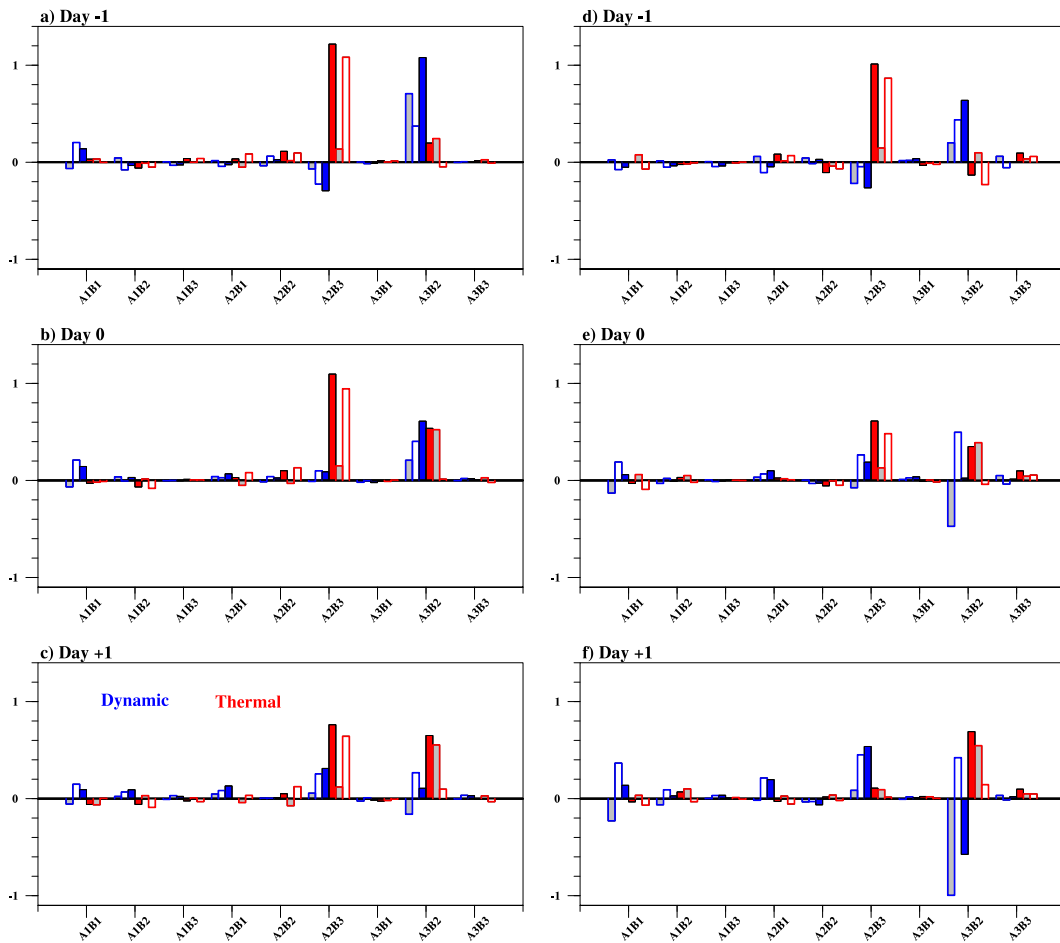 a) Day -1
1
0
-1
A1B1 A1B2 A1B3 A2B1 A2B2 A2B3 A3B1 A3B2 A3B3
d) Day -1
1
0
-1
A1B1 A1B2 A1B3 A2B1 A2B2 A2B3 A3B1 A3B2 A3B3
b) Day 0
1
0
-1
A1B1 A1B2 A1B3 A2B1 A2B2 A2B3 A3B1 A3B2 A3B3
e) Day 0
1
0
-1
A1B1 A1B2 A1B3 A2B1 A2B2 A2B3 A3B1 A3B2 A3B3
c) Day +1
Dynamic Thermal
1
0
-1
A1B1 A1B2 A1B3 A2B1 A2B2 A2B3 A3B1 A3B2 A3B3
f) Day +1
1
0
-1
A1B1 A1B2 A1B3 A2B1 A2B2 A2B3 A3B1 A3B2 A3B3